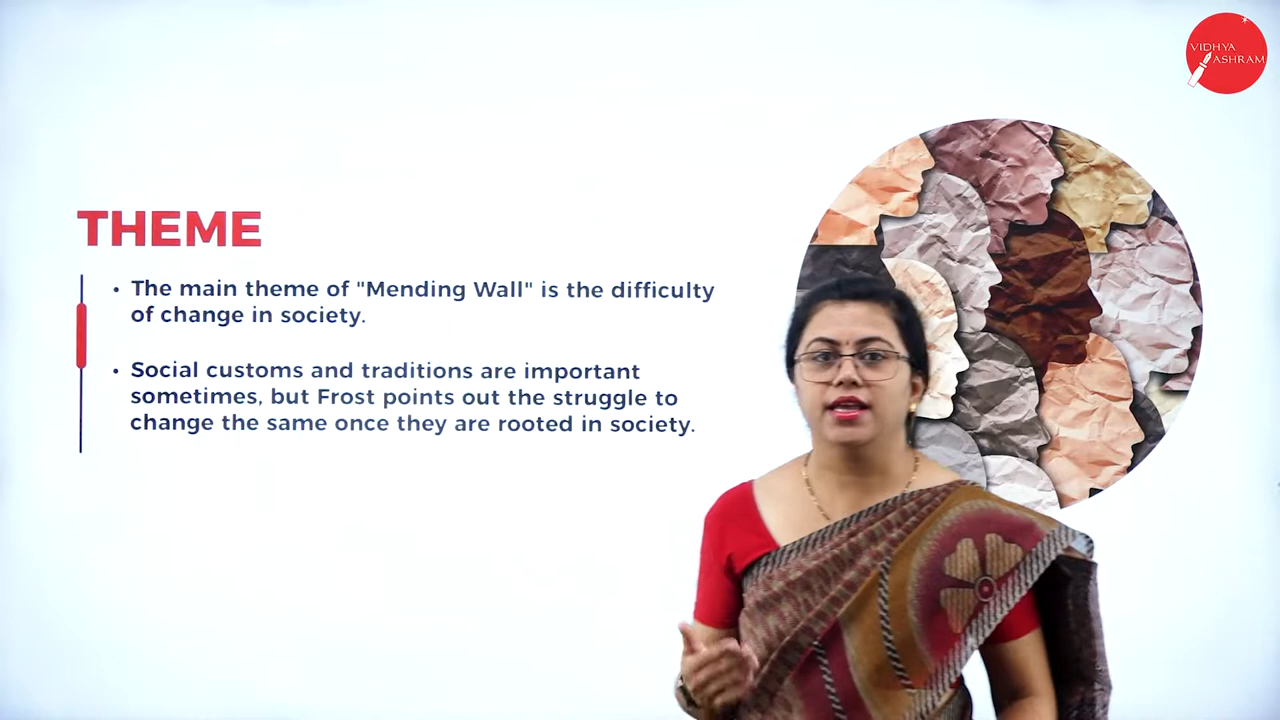 VIDHYA
ASHRAM
THEME
• The main theme of "Mending Wall" is the difficulty
of change in society.
• Social customs and traditions are important
sometimes, but Frost points out the struggle to
change the same once they are rooted in society.